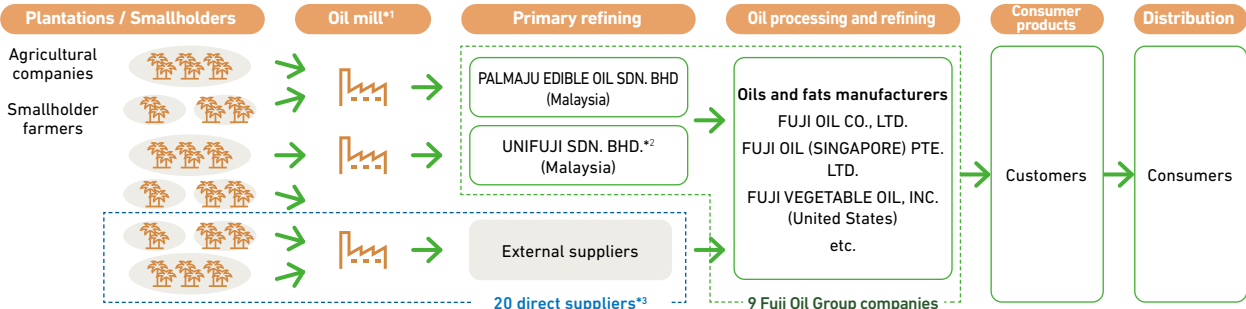 Plantations / Smallholders
Oil mill*1
Primary refining
Oil processing and refining
Consumer
products
Distribution
Agricultural
companies
Smallholder
farmers
PALMAJU EDIBLE OIL SDN. BHD
(Malaysia)
UNIFUJI SDN. BHD.*2
(Malaysia)
External suppliers
Oils and fats manufacturers
FUJI OIL CO., LTD.
FUJI OIL (SINGAPORE) PTE.
LTD.
FUJI VEGETABLE OIL, INC.
(United States)
etc.
Customers
Consumers
20 direct suppliers*3
9 Fuji Oil Group companies